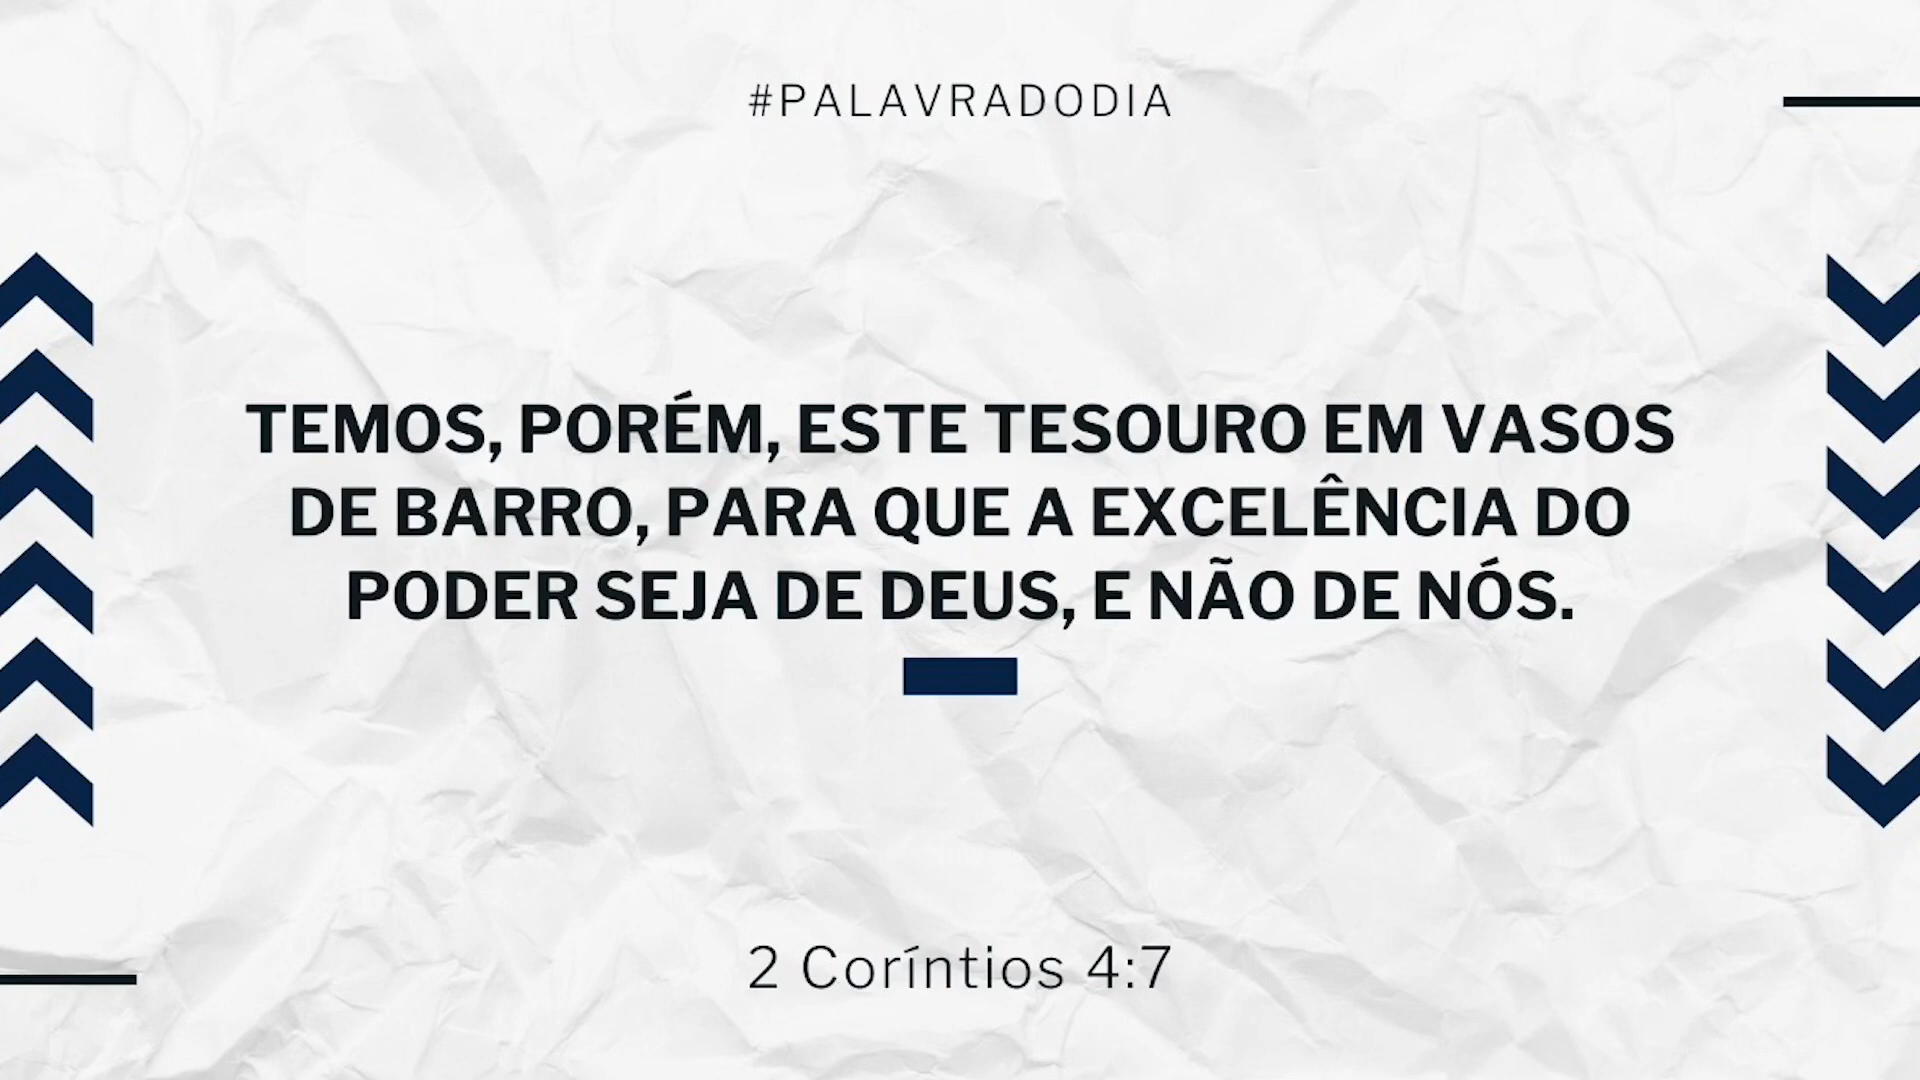 #PALAVRADODIA
TEMOS, PORÉM, ESTE TESOURO EM VASOS
DE BARRO, PARA QUE A EXCELÊNCIA DO
PODER SEJA DE DEUS, E NÃO DE NÓS.
2 Coríntios 4:7